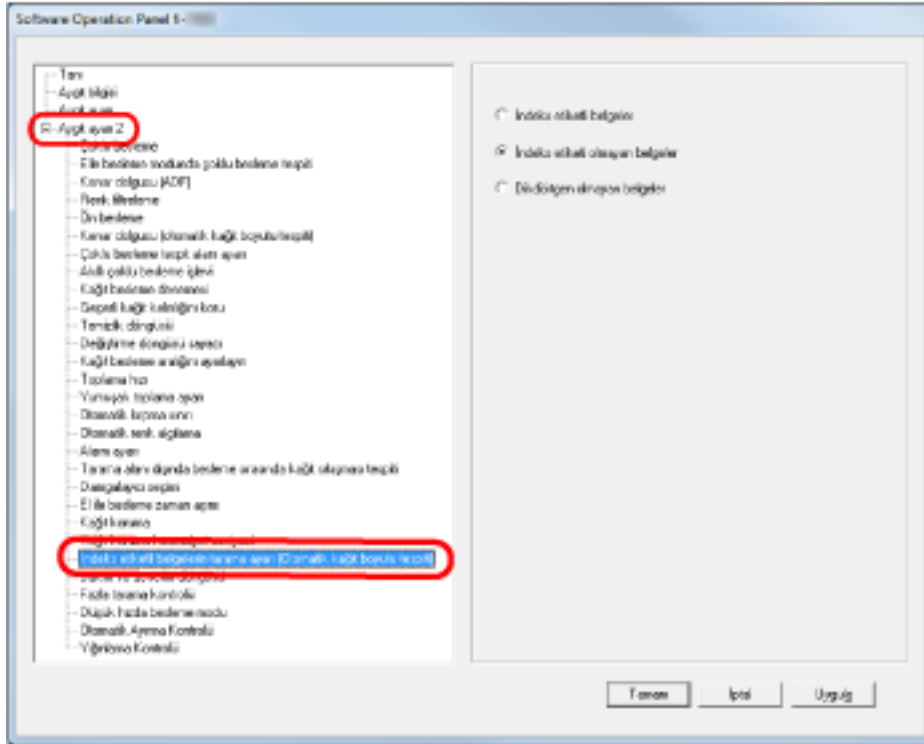 Software Operation Panel 1-
Tanı
Aygıt bilgisi
Aygıt ayarı
Aygıt ayarı 2
Çoklu besleme
Elle besleme modunda çoklu besleme tespiti
Kenar dolgusu (ADF)
Renk filtreleme
Ön besleme
Kenar dolgusu (otomatik kağıt boyutu tespiti)
Çoklu besleme tespit alanı ayarı
Akıllı çoklu besleme işlevi
Kağıt besleme denemesi
kağıt kalınlığını koru
Temizlik döngüsü
Değiştirme döngüsü sayacı
Kağıt besleme aralığını ayarlayın
Toplama hızı
Yumuşak toplama ayarı
Otomatik kırpma sınırı
Otomatik renk algılama
Alarm ayarı
Tarama alanı dışında besleme sırasında kağıt sıkışması tespiti
Damgalayıcı seçimi
El ile besleme zaman aşımı
Kağıt koruma
İndeks etiketli belgelerin tarama ayarı (Otomatik kağıt boyutu tespiti)
Fazla tarama kontrolü
Düşük hızda besleme modu
Otomatik Ayırma Kontrolü
Yığınlama Kontrolü
İndeks etiketli belgeler
İndeks etiketi olmayan belgeler
Dikdörtgen olmayan belgeler
Tamam
İptal
Uygula